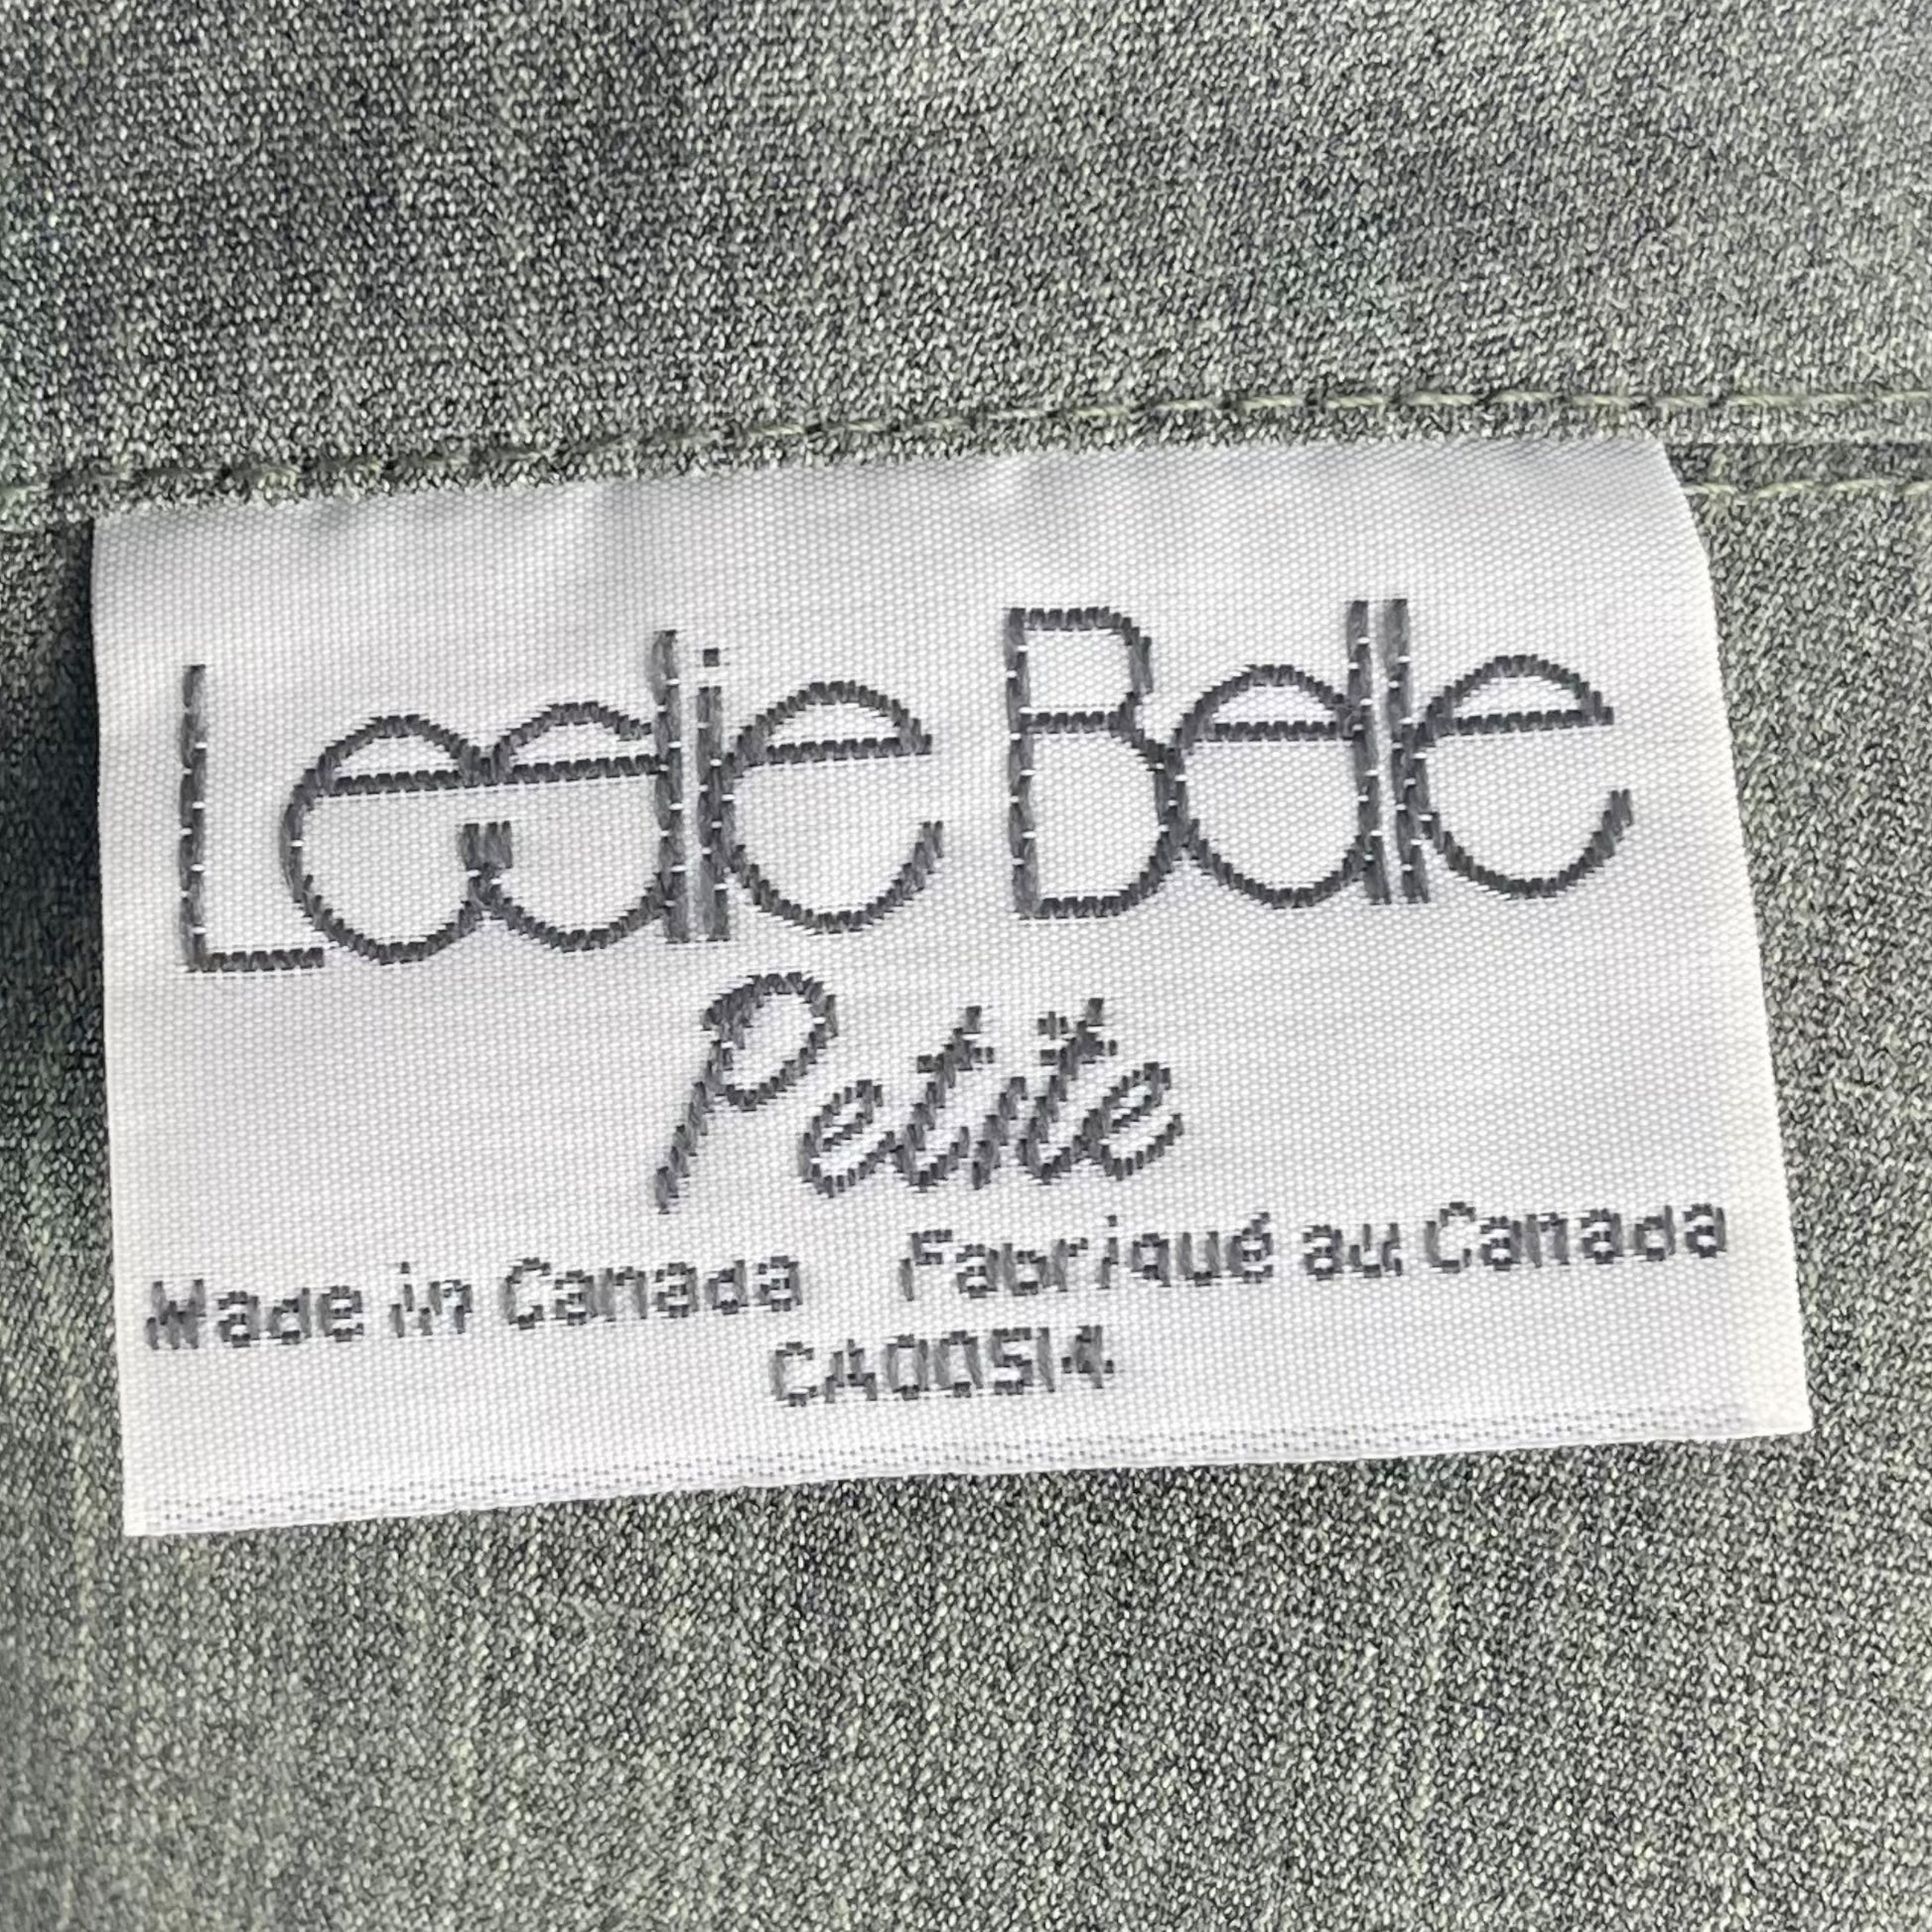 Leslie Belle
Petite
Made in Canada Fabriqué au Canada
CA00514